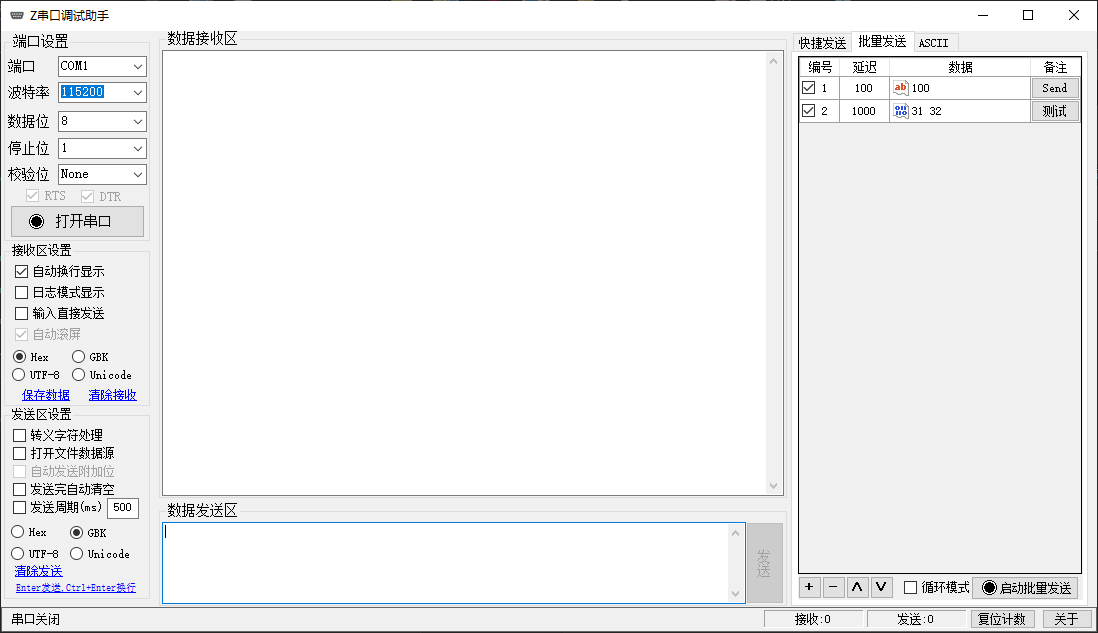 Z串口调试助手
端口设置
端口 COM1
波特率 115200
数据位 8
停止位 1
校验位 None
RTS DTR
打开串口
接收区设置
自动换行显示
日志模式显示
输入直接发送
自动滚屏
Hex GBK
UTF-8 Unicode
保存数据 清除接收
发送区设置
转义字符处理
打开文件数据源
自动发送附加位
发送完自动清空
发送周期(ms) 500
Hex GBK
UTF-8 Unicode
清除发送
Enter发送.Ctrl+Enter换行
数据接收区
数据发送区
发送
快捷发送 批量发送 ASCII
编号 延迟 数据 备注
1 100 ab 100 Send
2 1000 31 32 测试
+ − ∧ ∨ 循环模式 启动批量发送
串口关闭 接收:0 发送:0 复位计数 关于